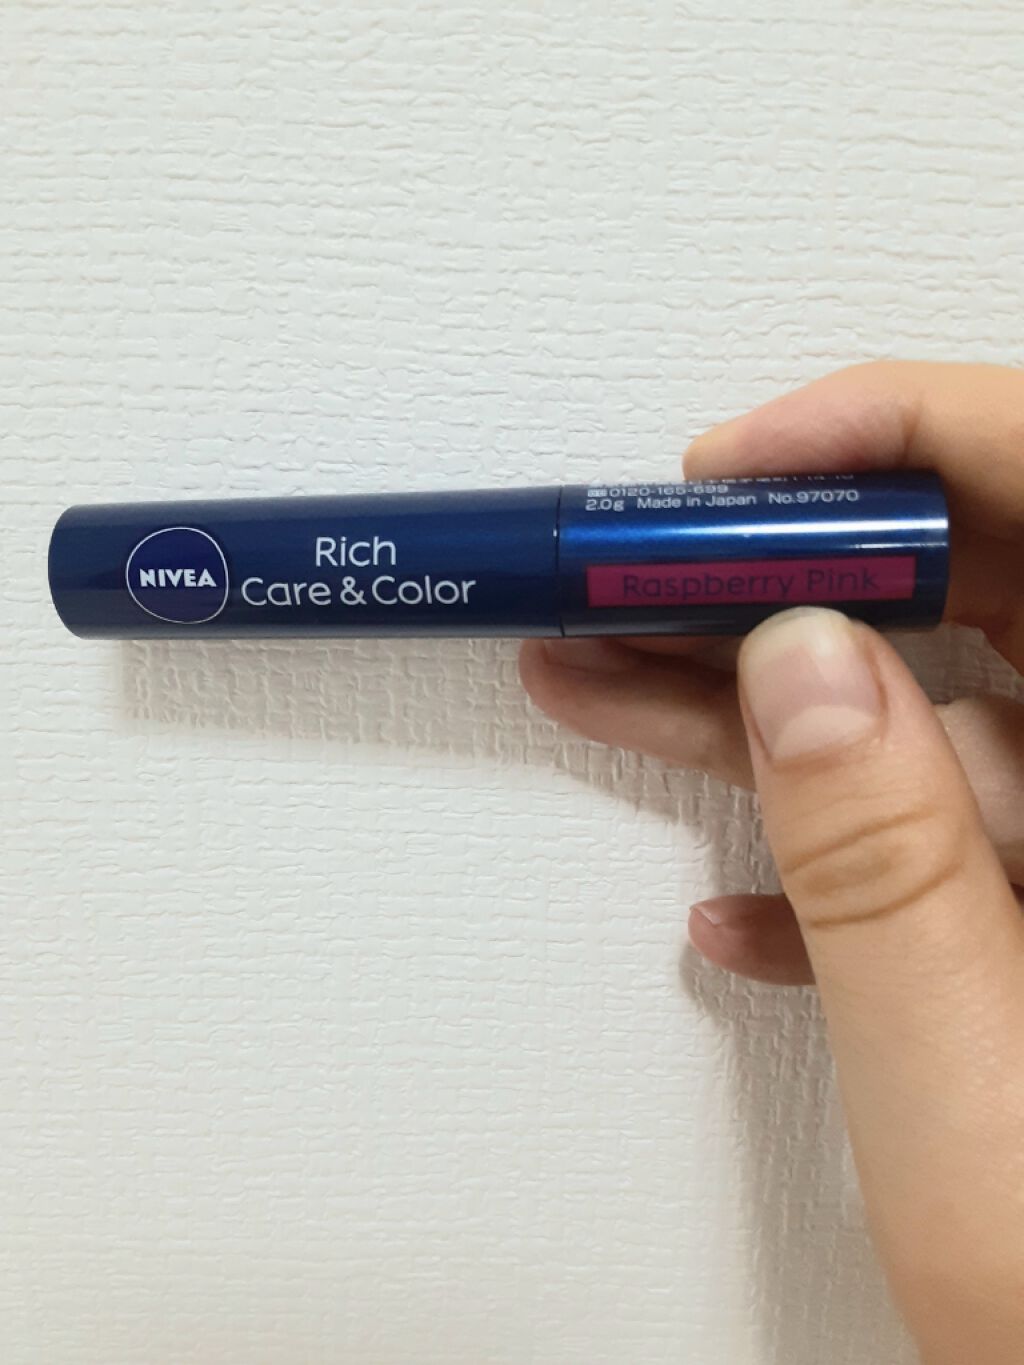 NIVEA
Rich
Care & Color
0120-165-699
2.0g Made in Japan No.97070
Raspberry Pink